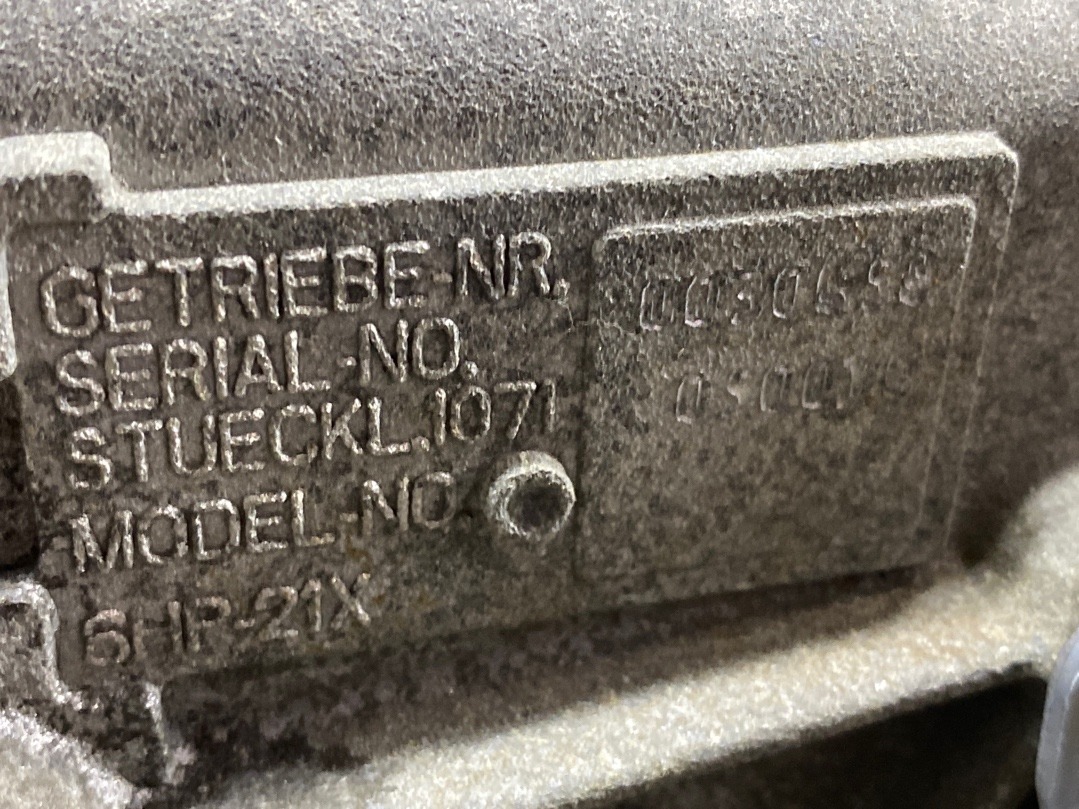 GETRIEBE-NR.
SERIAL-NO.
STUECKL.1071
MODEL-NO.
6HP-21X